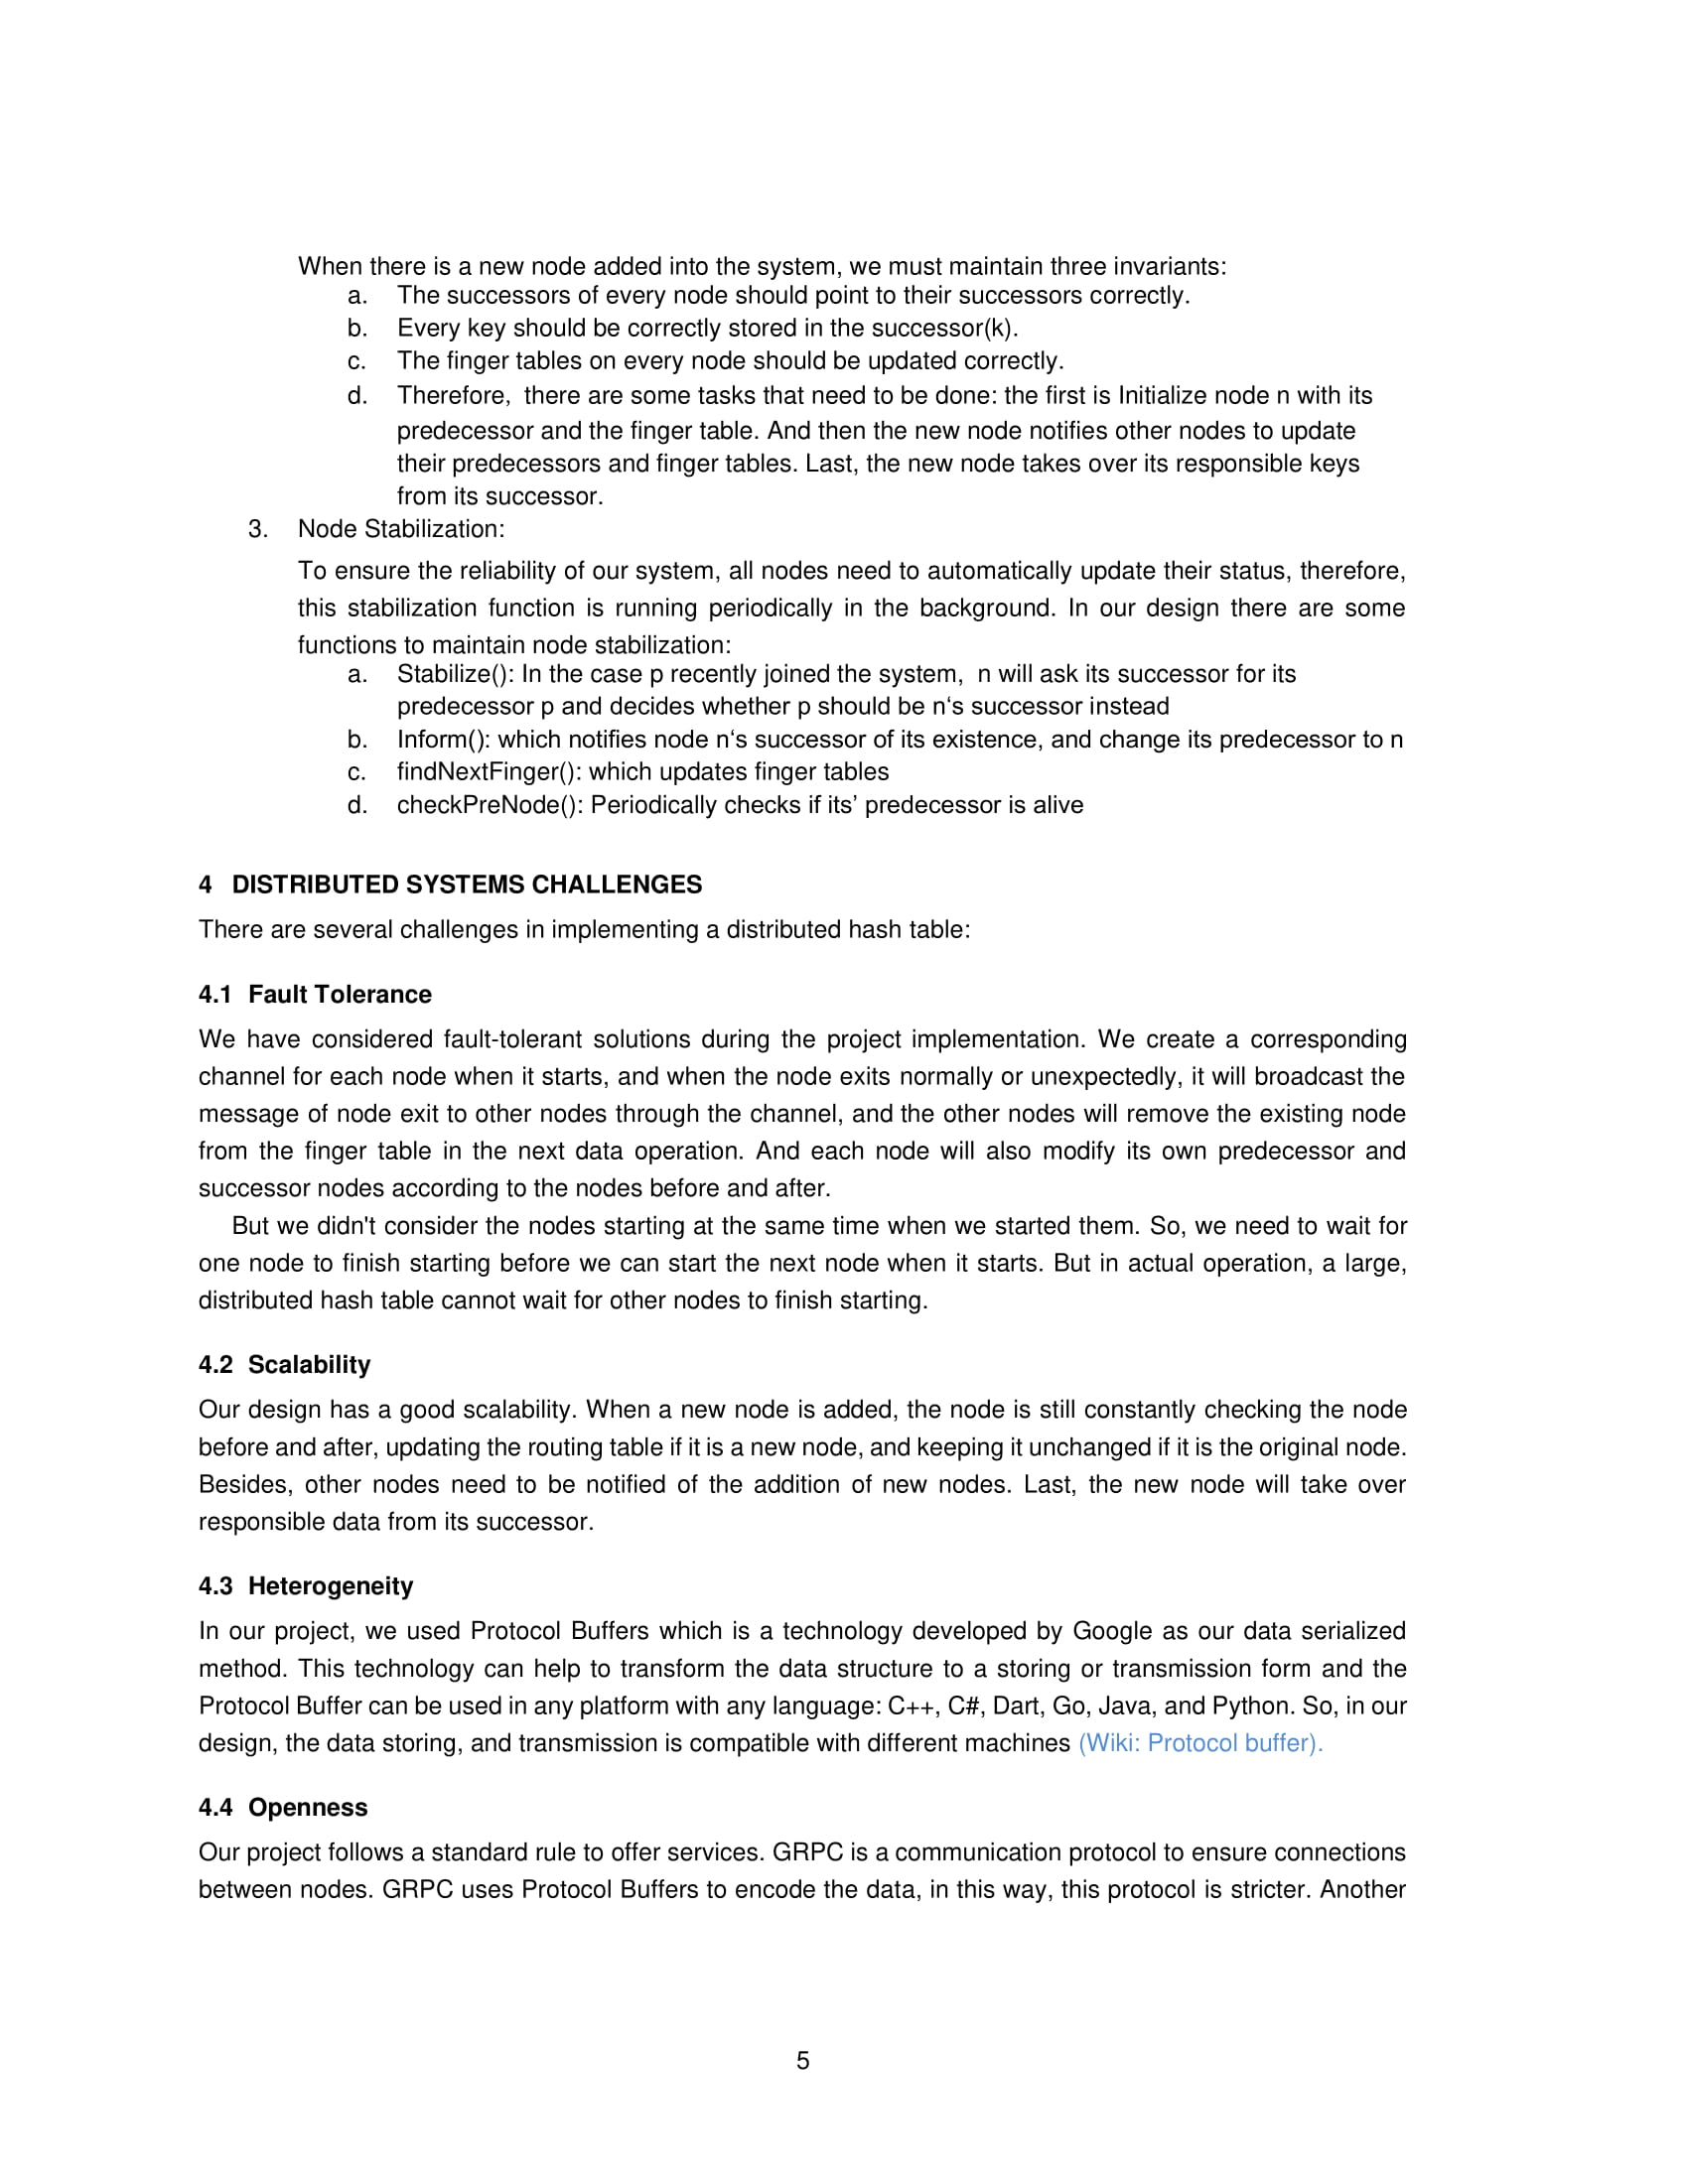 When there is a new node added into the system, we must maintain three invariants:
a. The successors of every node should point to their successors correctly.
b. Every key should be correctly stored in the successor(k).
c. The finger tables on every node should be updated correctly.
d. Therefore, there are some tasks that need to be done: the first is Initialize node n with its
predecessor and the finger table. And then the new node notifies other nodes to update
their predecessors and finger tables. Last, the new node takes over its responsible keys
from its successor.
3. Node Stabilization:
To ensure the reliability of our system, all nodes need to automatically update their status, therefore,
this stabilization function is running periodically in the background. In our design there are some
functions to maintain node stabilization:
a. Stabilize(): In the case p recently joined the system, n will ask its successor for its
predecessor p and decides whether p should be n‘s successor instead
b. Inform(): which notifies node n‘s successor of its existence, and change its predecessor to n
c. findNextFinger(): which updates finger tables
d. checkPreNode(): Periodically checks if its’ predecessor is alive
4 DISTRIBUTED SYSTEMS CHALLENGES
There are several challenges in implementing a distributed hash table:
4.1 Fault Tolerance
We have considered fault-tolerant solutions during the project implementation. We create a corresponding
channel for each node when it starts, and when the node exits normally or unexpectedly, it will broadcast the
message of node exit to other nodes through the channel, and the other nodes will remove the existing node
from the finger table in the next data operation. And each node will also modify its own predecessor and
successor nodes according to the nodes before and after.
But we didn't consider the nodes starting at the same time when we started them. So, we need to wait for
one node to finish starting before we can start the next node when it starts. But in actual operation, a large,
distributed hash table cannot wait for other nodes to finish starting.
4.2 Scalability
Our design has a good scalability. When a new node is added, the node is still constantly checking the node
before and after, updating the routing table if it is a new node, and keeping it unchanged if it is the original node.
Besides, other nodes need to be notified of the addition of new nodes. Last, the new node will take over
responsible data from its successor.
4.3 Heterogeneity
In our project, we used Protocol Buffers which is a technology developed by Google as our data serialized
method. This technology can help to transform the data structure to a storing or transmission form and the
Protocol Buffer can be used in any platform with any language: C++, C#, Dart, Go, Java, and Python. So, in our
design, the data storing, and transmission is compatible with different machines (Wiki: Protocol buffer).
4.4 Openness
Our project follows a standard rule to offer services. GRPC is a communication protocol to ensure connections
between nodes. GRPC uses Protocol Buffers to encode the data, in this way, this protocol is stricter. Another
5